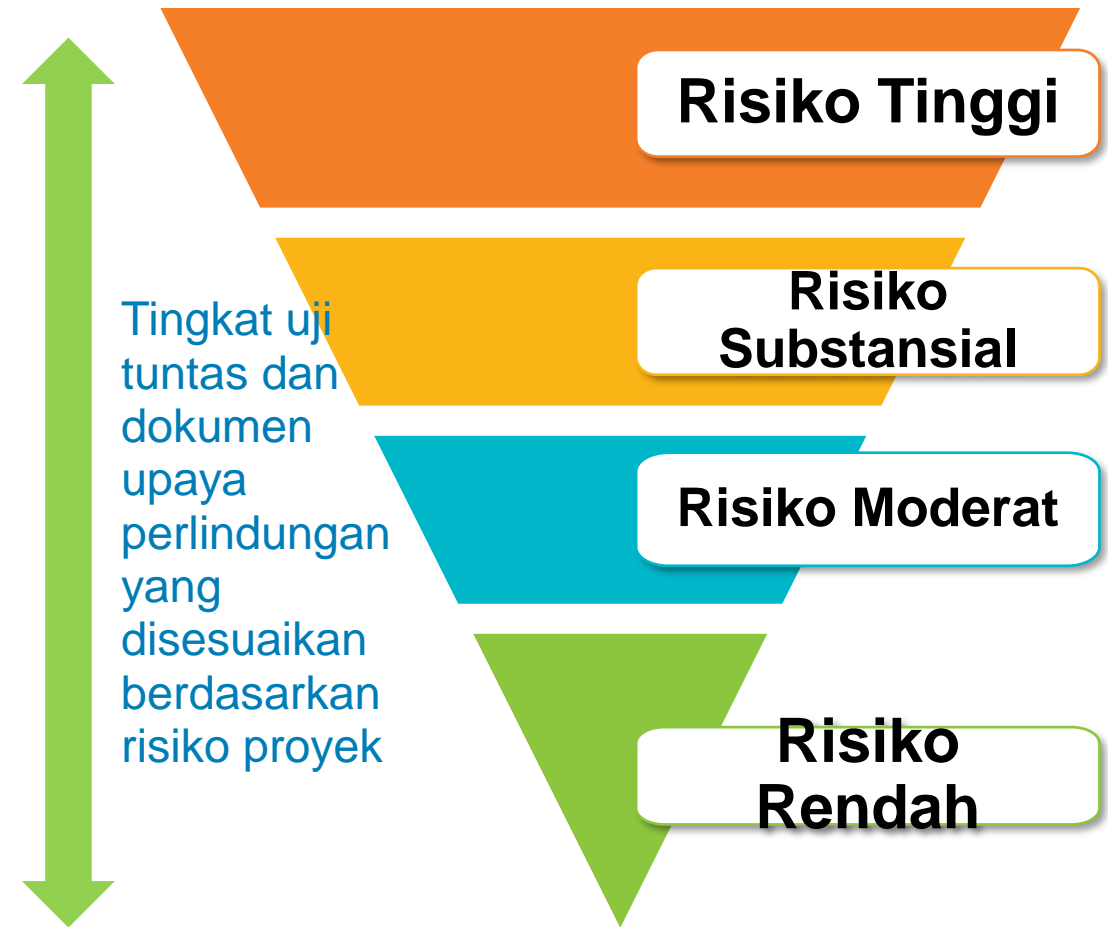 Risiko Tinggi
Risiko
Substansial
Tingkat uji
tuntas dan
dokumen
upaya
perlindungan
yang
disesuaikan
berdasarkan
risiko proyek
Risiko Moderat
Risiko
Rendah